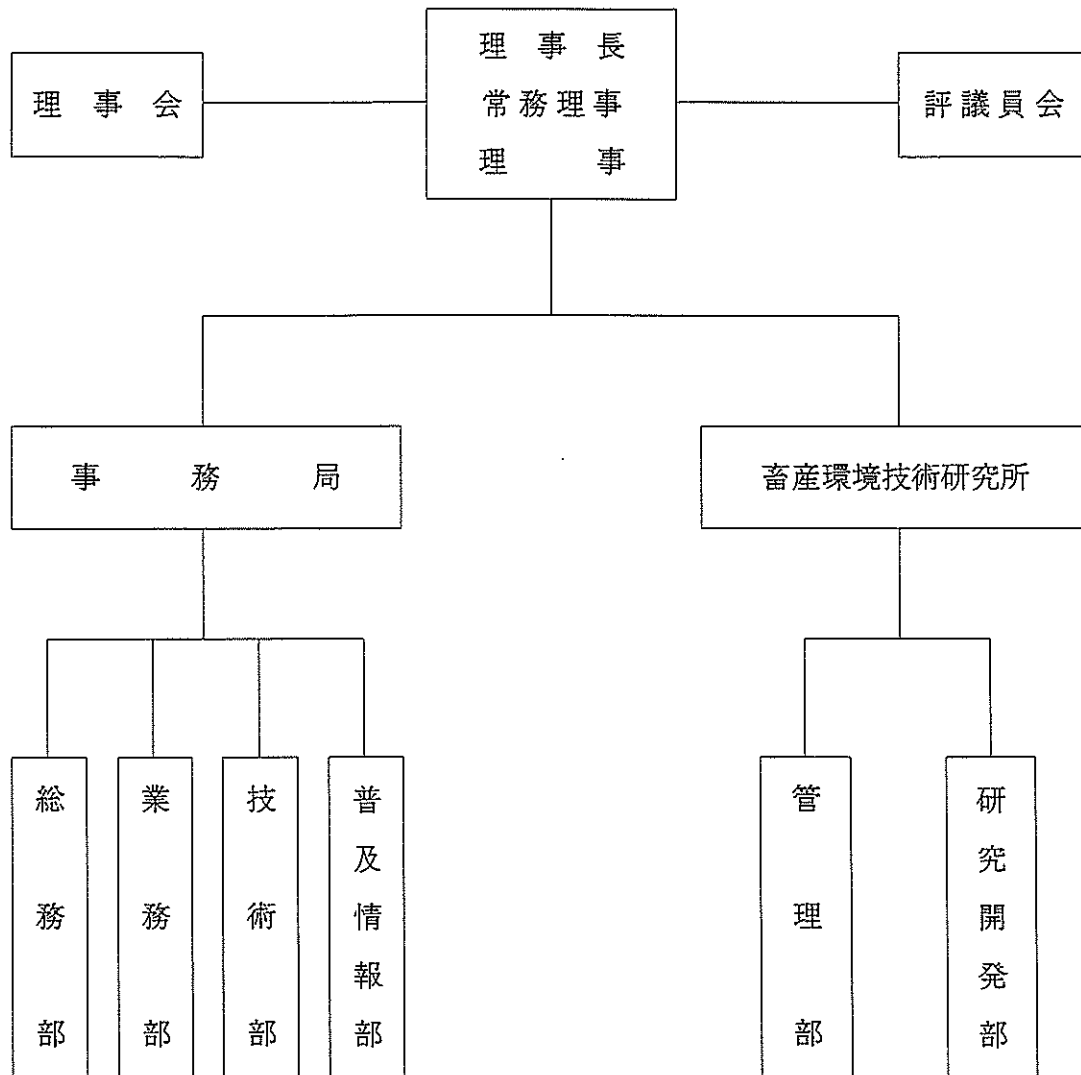 理事長
常務理事
理事
理事会
評議員会
事務局
畜産環境技術研究所
総務部
業務部
技術部
普及情報部
管理部
研究開発部